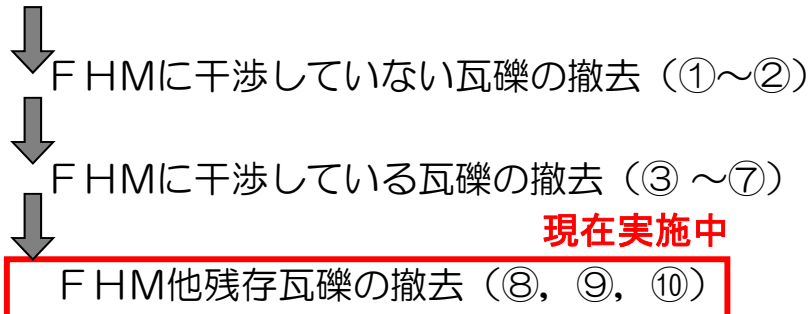 ＦＨＭに干渉していない瓦礫の撤去（①～②）
ＦＨＭに干渉している瓦礫の撤去（③ ～⑦）
現在実施中
ＦＨＭ他残存瓦礫の撤去（⑧，⑨，⑩）